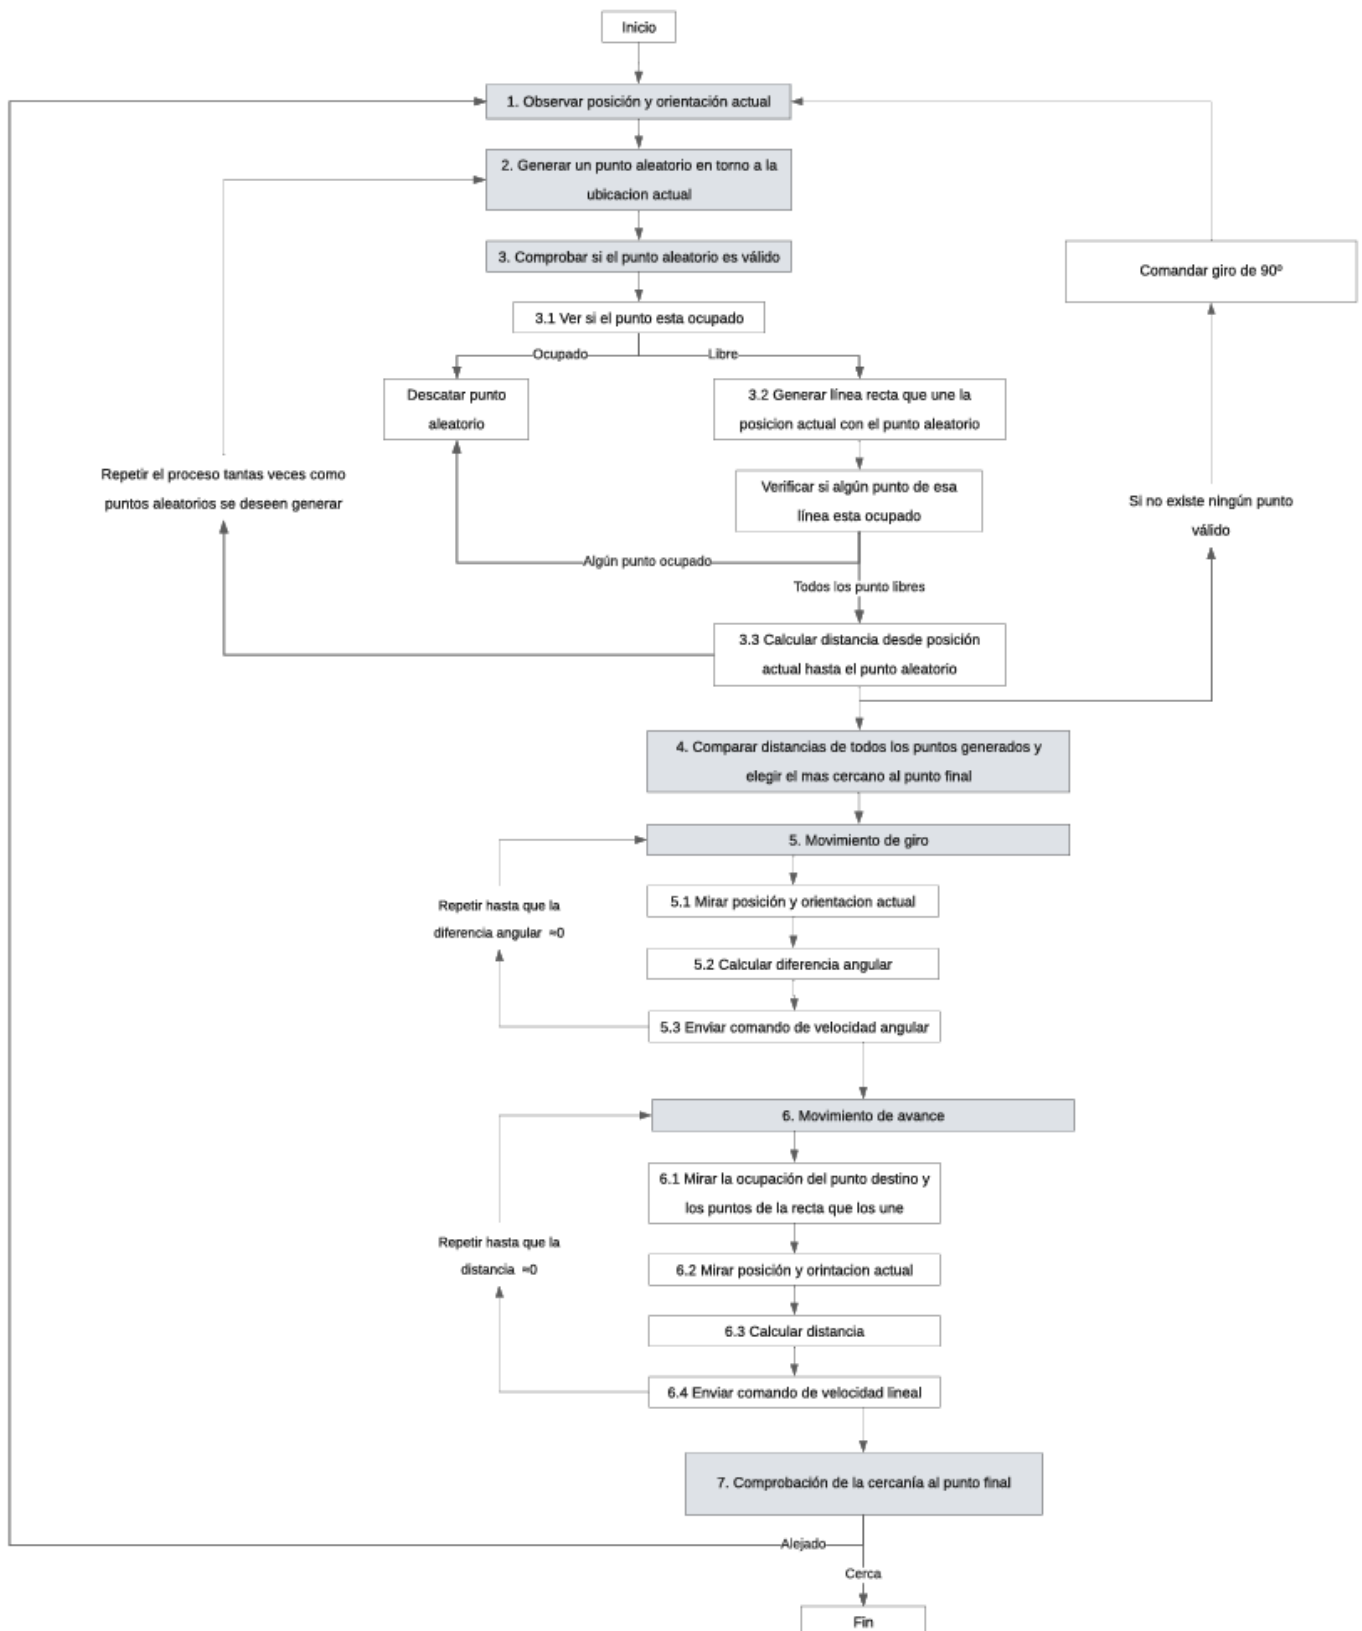 Inicio
1. Observar posición y orientación actual
2. Generar un punto aleatorio en torno a la
ubicacion actual
3. Comprobar si el punto aleatorio es válido
Comandar giro de 90º
3.1 Ver si el punto esta ocupado
Ocupado
Libre
Descatar punto
aleatorio
3.2 Generar línea recta que une la
posicion actual con el punto aleatorio
Repetir el proceso tantas veces como
puntos aleatorios se deseen generar
Verificar si algún punto de esa
línea esta ocupado
Si no existe ningún punto
válido
Algún punto ocupado
Todos los punto libres
3.3 Calcular distancia desde posición
actual hasta el punto aleatorio
4. Comparar distancias de todos los puntos generados y
elegir el mas cercano al punto final
5. Movimiento de giro
5.1 Mirar posición y orientacion actual
Repetir hasta que la
diferencia angular ≈0
5.2 Calcular diferencia angular
5.3 Enviar comando de velocidad angular
6. Movimiento de avance
6.1 Mirar la ocupación del punto destino y
los puntos de la recta que los une
Repetir hasta que la
distancia ≈0
6.2 Mirar posición y orintacion actual
6.3 Calcular distancia
6.4 Enviar comando de velocidad lineal
7. Comprobación de la cercanía al punto final
Alejado
Cerca
Fin